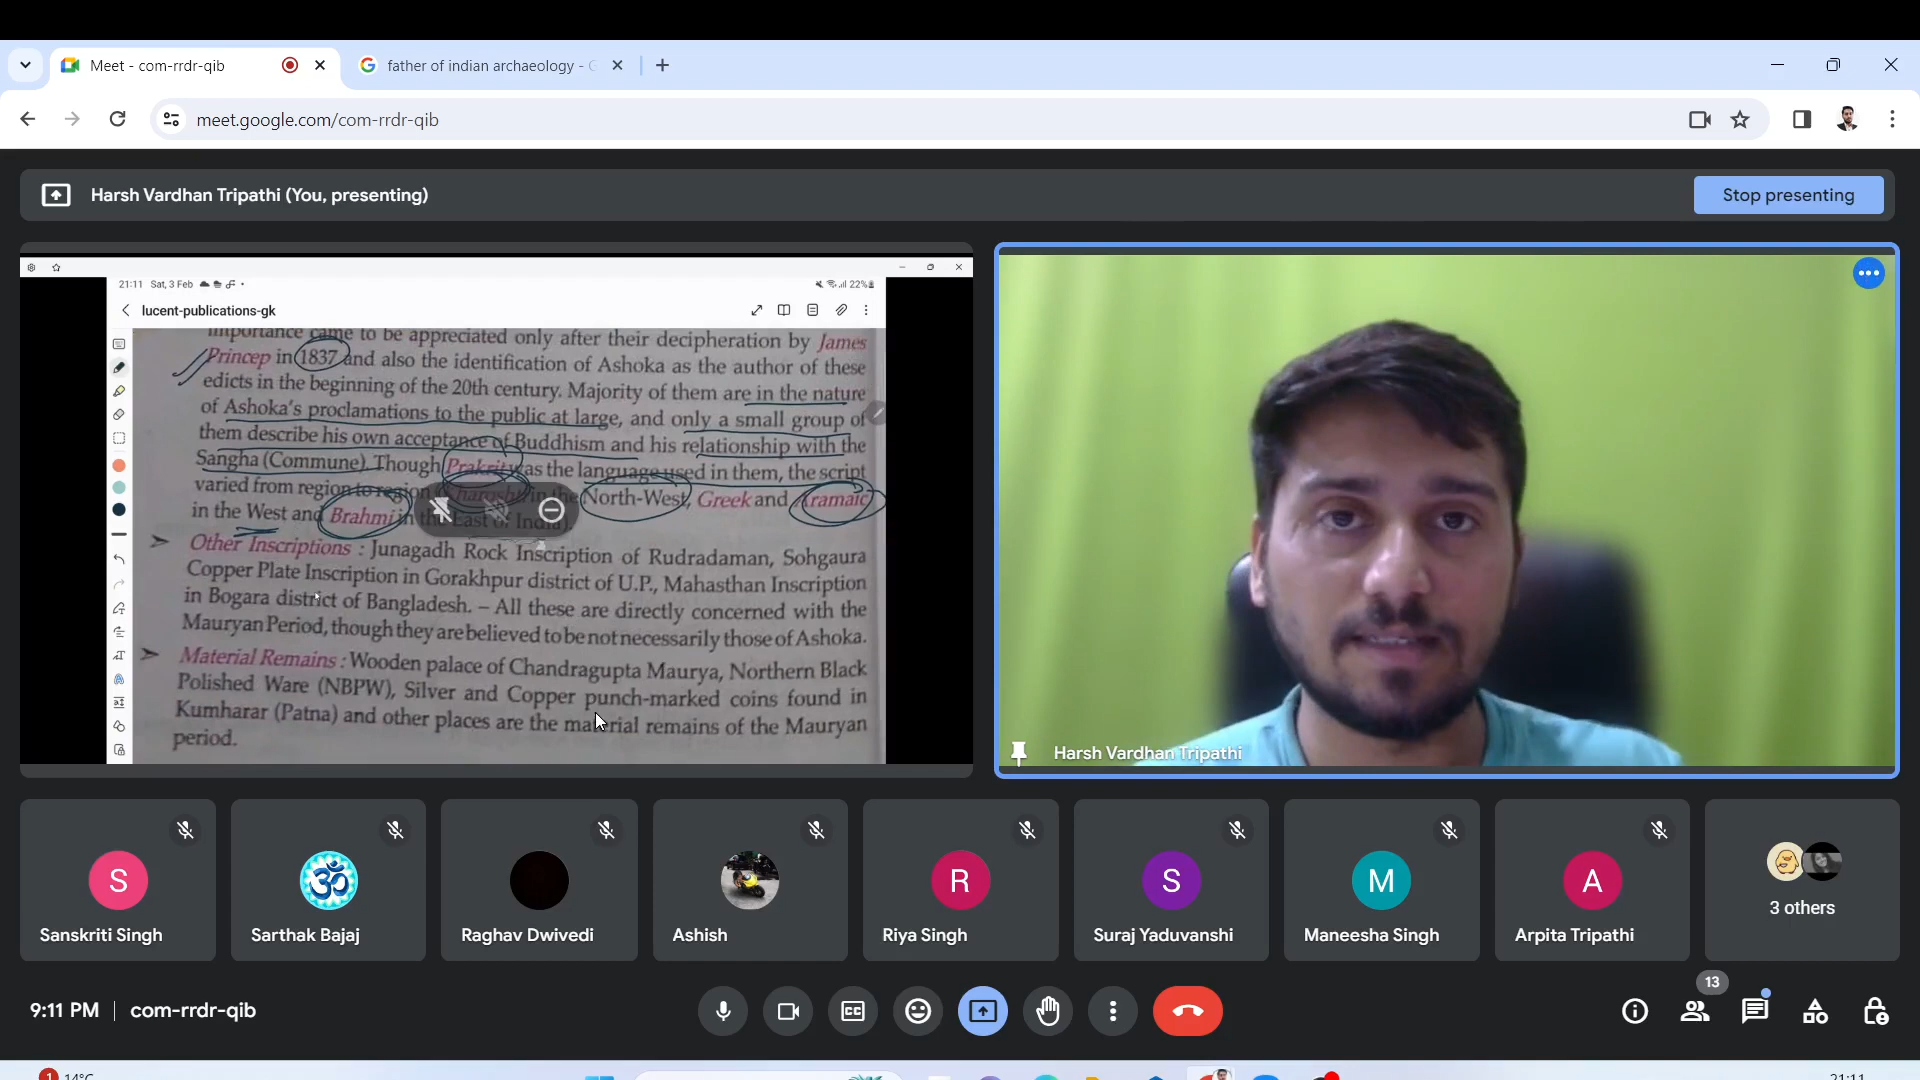 Meet - com-rrdr-qib
father of indian archaeology - G
meet.google.com/com-rrdr-qib
Harsh Vardhan Tripathi (You, presenting)
Stop presenting
21:11 Sat, 3 Feb
22%
lucent-publications-gk
importance came to be appreciated only after their decipheration by James
Princep in 1837 and also the identification of Ashoka as the author of these
edicts in the beginning of the 20th century. Majority of them are in the nature
of Ashoka's proclamations to the public at large, and only a small group of
them describe his own acceptance of Buddhism and his relationship with the
Sangha (Commune). Though Prakrit was the language used in them, the script
varied from region to region in the North-West, Greek and Aramaic
in the West and Brahmi in the East of India).
Other Inscriptions : Junagadh Rock Inscription of Rudradaman, Sohgaura
Copper Plate Inscription in Gorakhpur district of U.P., Mahasthan Inscription
in Bogara district of Bangladesh. – All these are directly concerned with the
Mauryan Period, though they are believed to be not necessarily those of Ashoka.
Material Remains : Wooden palace of Chandragupta Maurya, Northern Black
Polished Ware (NBPW), Silver and Copper punch-marked coins found in
Kumharar (Patna) and other places are the material remains of the Mauryan
period.
Harsh Vardhan Tripathi
S
R
S
M
A
3 others
Sanskriti Singh
Sarthak Bajaj
Raghav Dwivedi
Ashish
Riya Singh
Suraj Yaduvanshi
Maneesha Singh
Arpita Tripathi
13
9:11 PM
com-rrdr-qib
1
14°C
21:11